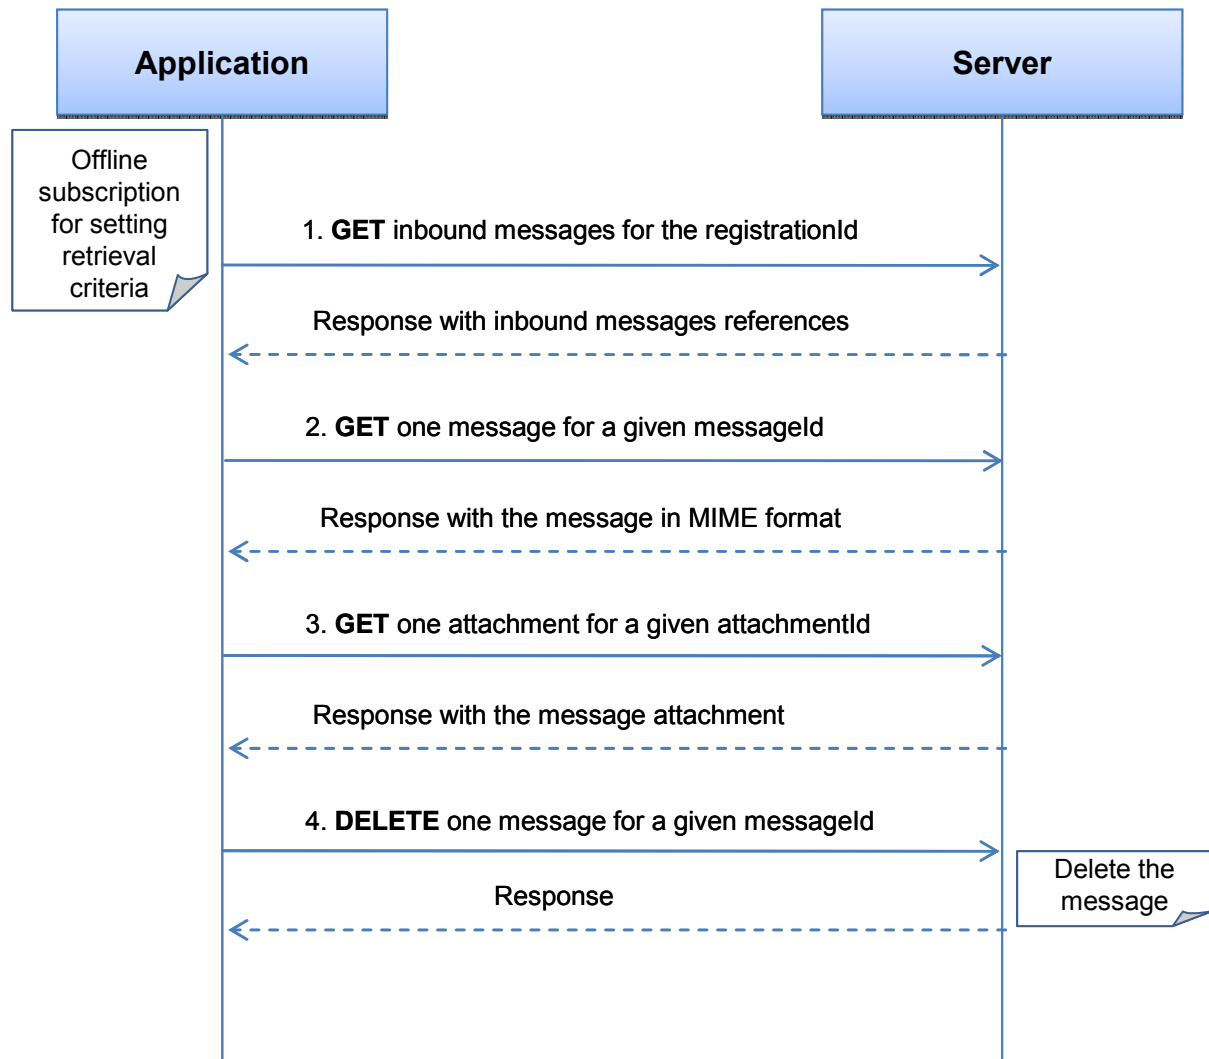 Application
Server
Offline
subscription
for setting
retrieval
criteria
1. GET inbound messages for the registrationId
Response with inbound messages references
2. GET one message for a given messageId
Response with the message in MIME format
3. GET one attachment for a given attachmentId
Response with the message attachment
4. DELETE one message for a given messageId
Delete the
message
Response